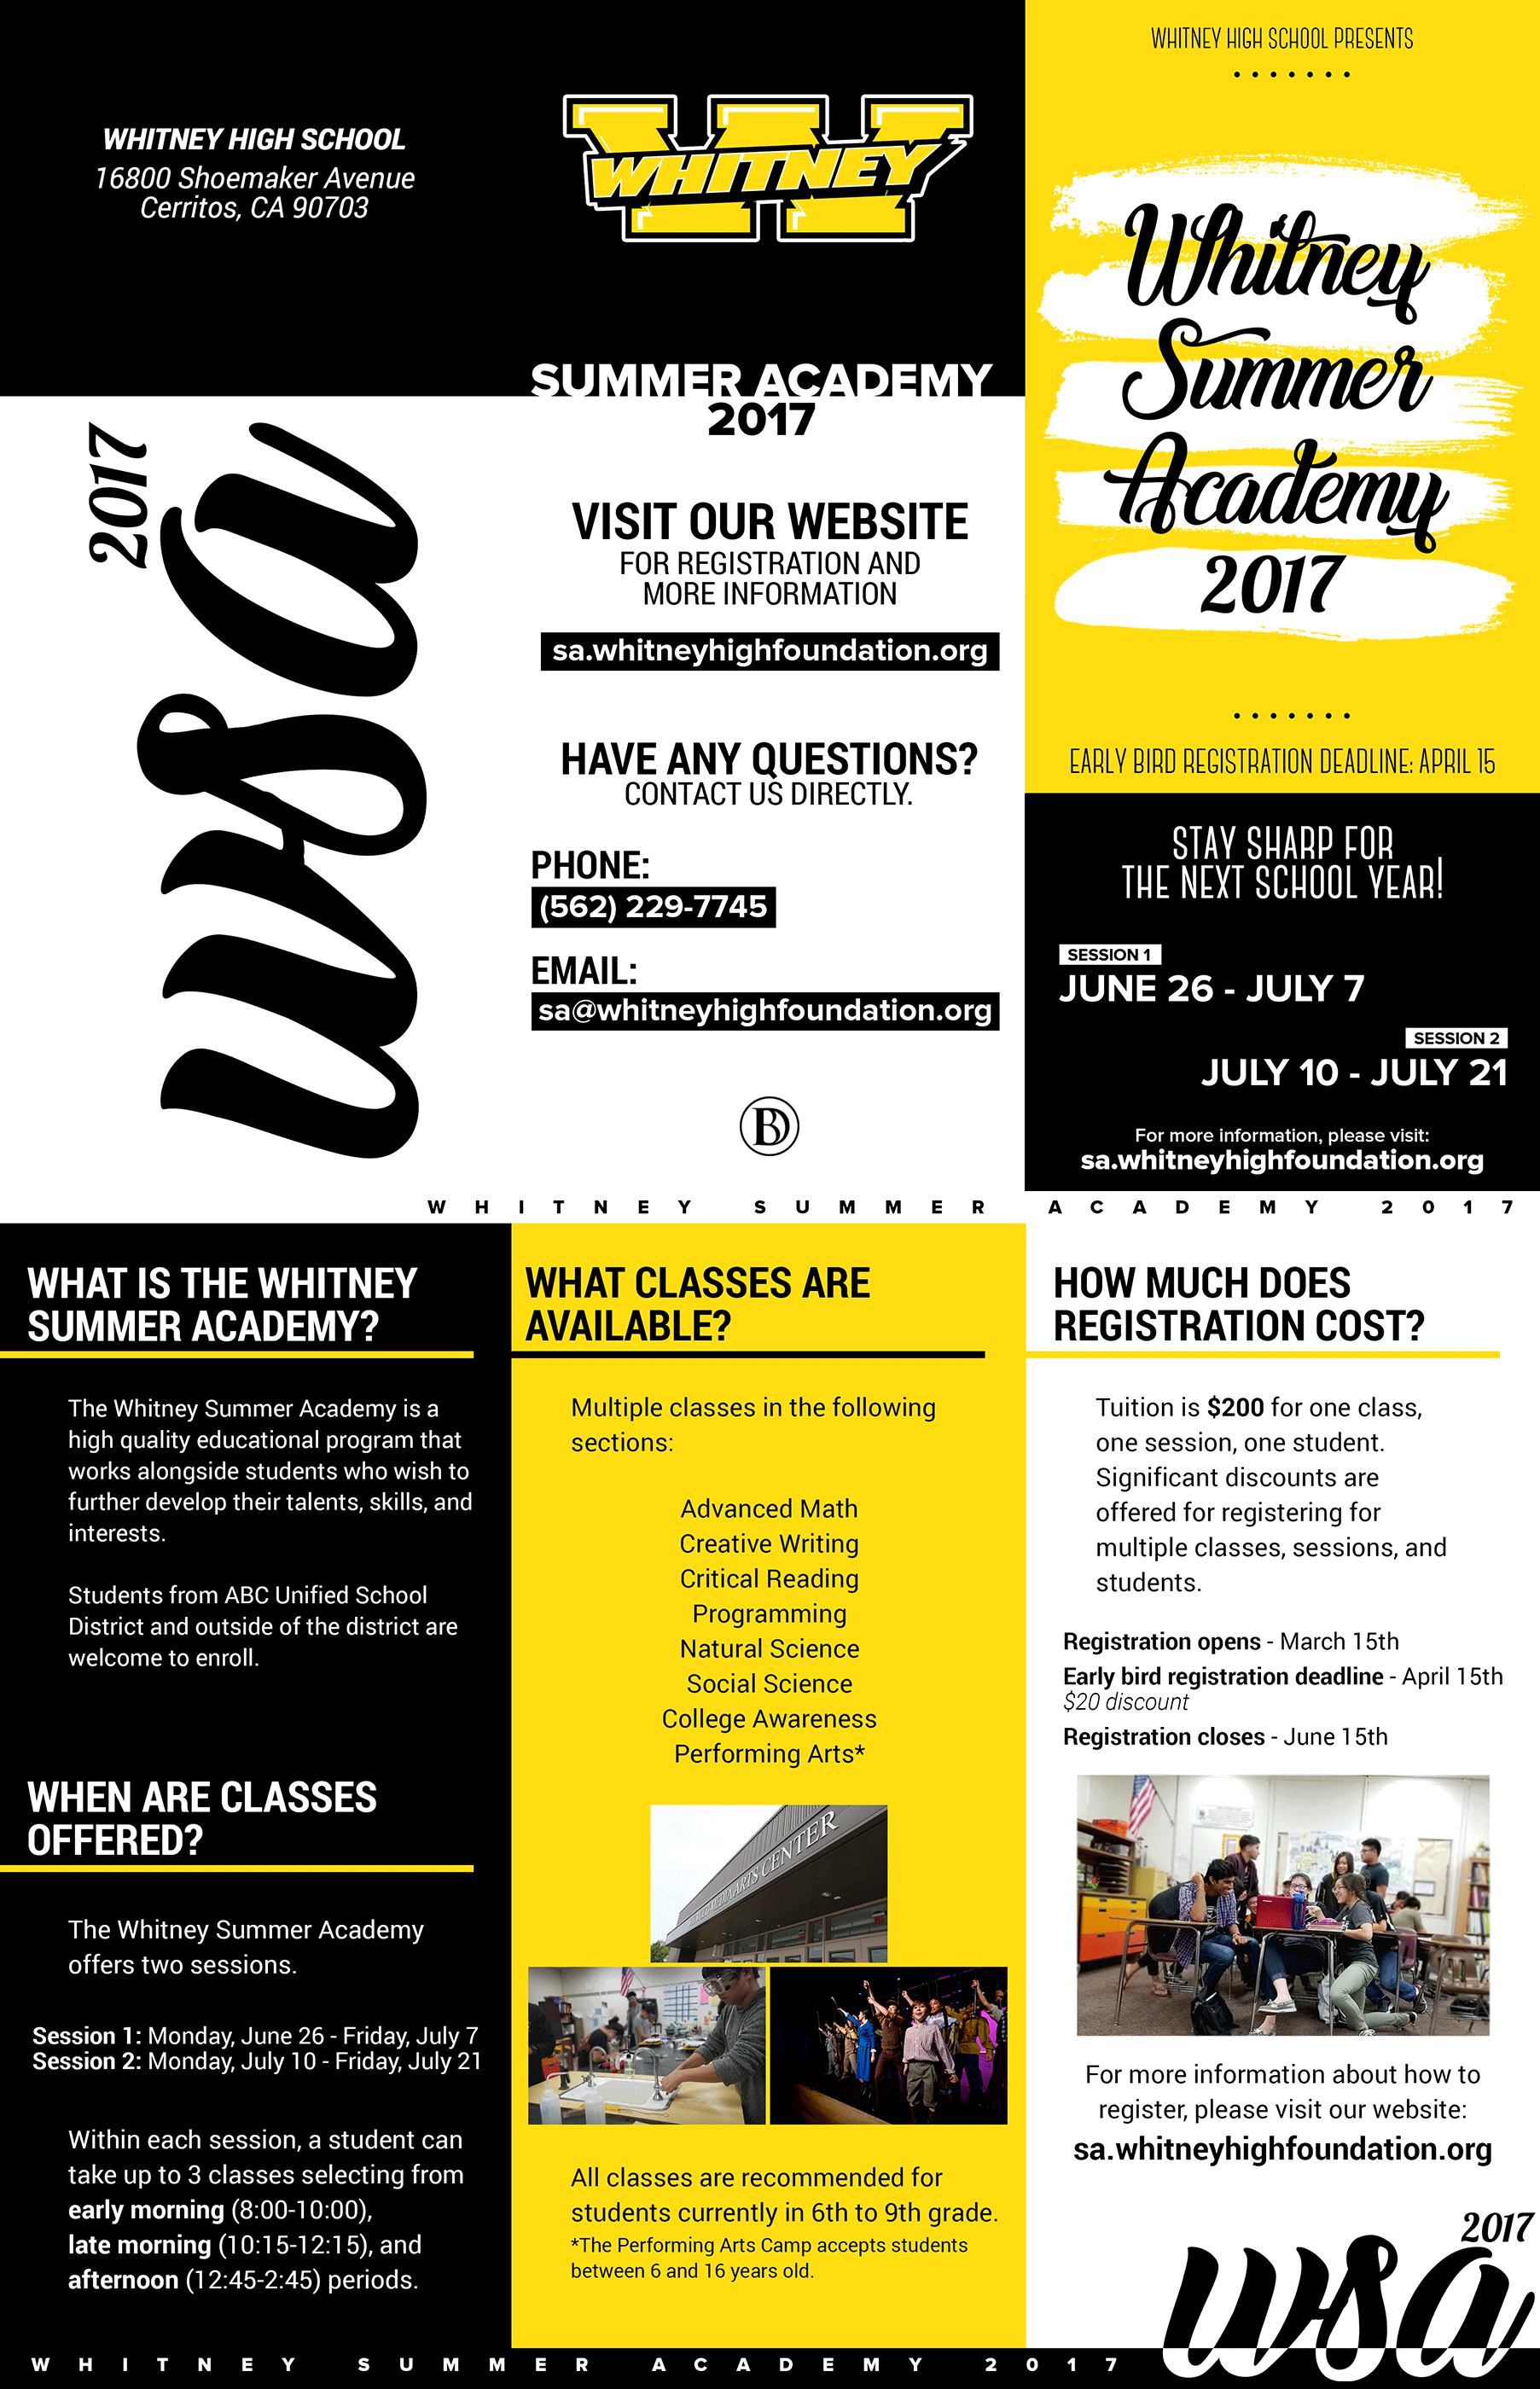 WHITNEY HIGH SCHOOL
16800 Shoemaker Avenue
Cerritos, CA 90703
2017
wsa
WHITNEY
SUMMER ACADEMY
2017
VISIT OUR WEBSITE
FOR REGISTRATION AND
MORE INFORMATION
sa.whitneyhighfoundation.org
HAVE ANY QUESTIONS?
CONTACT US DIRECTLY.
PHONE:
(562) 229-7745
EMAIL:
sa@whitneyhighfoundation.org
WHITNEY HIGH SCHOOL PRESENTS
Whitney
Summer
Academy
2017
EARLY BIRD REGISTRATION DEADLINE: APRIL 15
STAY SHARP FOR
THE NEXT SCHOOL YEAR!
SESSION 1
JUNE 26 - JULY 7
SESSION 2
JULY 10 - JULY 21
For more information, please visit:
sa.whitneyhighfoundation.org
WHITNEY SUMMER ACADEMY 2017
WHAT IS THE WHITNEY
SUMMER ACADEMY?
The Whitney Summer Academy is a
high quality educational program that
works alongside students who wish to
further develop their talents, skills, and
interests.
Students from ABC Unified School
District and outside of the district are
welcome to enroll.
WHEN ARE CLASSES
OFFERED?
The Whitney Summer Academy
offers two sessions.
Session 1: Monday, June 26 - Friday, July 7
Session 2: Monday, July 10 - Friday, July 21
Within each session, a student can
take up to 3 classes selecting from
early morning (8:00-10:00),
late morning (10:15-12:15), and
afternoon (12:45-2:45) periods.
WHAT CLASSES ARE
AVAILABLE?
Multiple classes in the following
sections:
Advanced Math
Creative Writing
Critical Reading
Programming
Natural Science
Social Science
College Awareness
Performing Arts*
MEDIA ARTS CENTER
All classes are recommended for
students currently in 6th to 9th grade.
*The Performing Arts Camp accepts students
between 6 and 16 years old.
HOW MUCH DOES
REGISTRATION COST?
Tuition is $200 for one class,
one session, one student.
Significant discounts are
offered for registering for
multiple classes, sessions, and
students.
Registration opens - March 15th
Early bird registration deadline - April 15th
$20 discount
Registration closes - June 15th
For more information about how to
register, please visit our website:
sa.whitneyhighfoundation.org
2017
wsa
WHITNEY SUMMER ACADEMY 2017